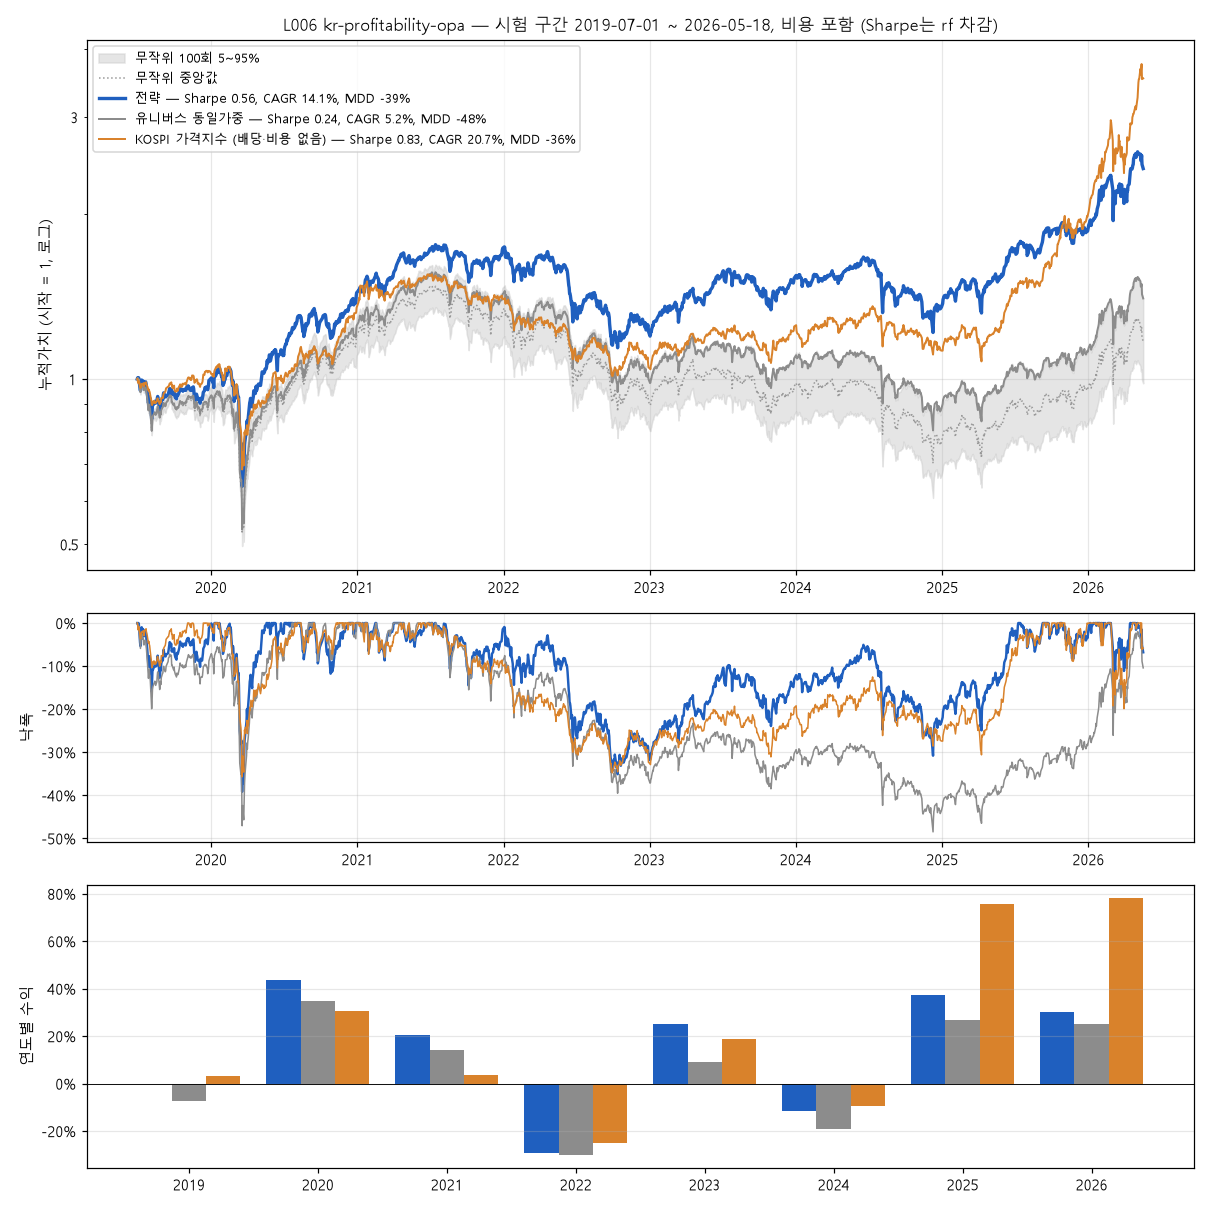 L006 kr-profitability-opa — 시험 구간 2019-07-01 ~ 2026-05-18, 비용 포함 (Sharpe는 rf 차감)
무작위 100회 5~95%
무작위 중앙값
전략 — Sharpe 0.56, CAGR 14.1%, MDD -39%
유니버스 동일가중 — Sharpe 0.24, CAGR 5.2%, MDD -48%
KOSPI 가격지수 (배당·비용 없음) — Sharpe 0.83, CAGR 20.7%, MDD -36%
누적가치 (시작 = 1, 로그)
3
1
0.5
2020 2021 2022 2023 2024 2025 2026
낙폭
0%
-10%
-20%
-30%
-40%
-50%
2020 2021 2022 2023 2024 2025 2026
연도별 수익
80%
60%
40%
20%
0%
-20%
2019 2020 2021 2022 2023 2024 2025 2026